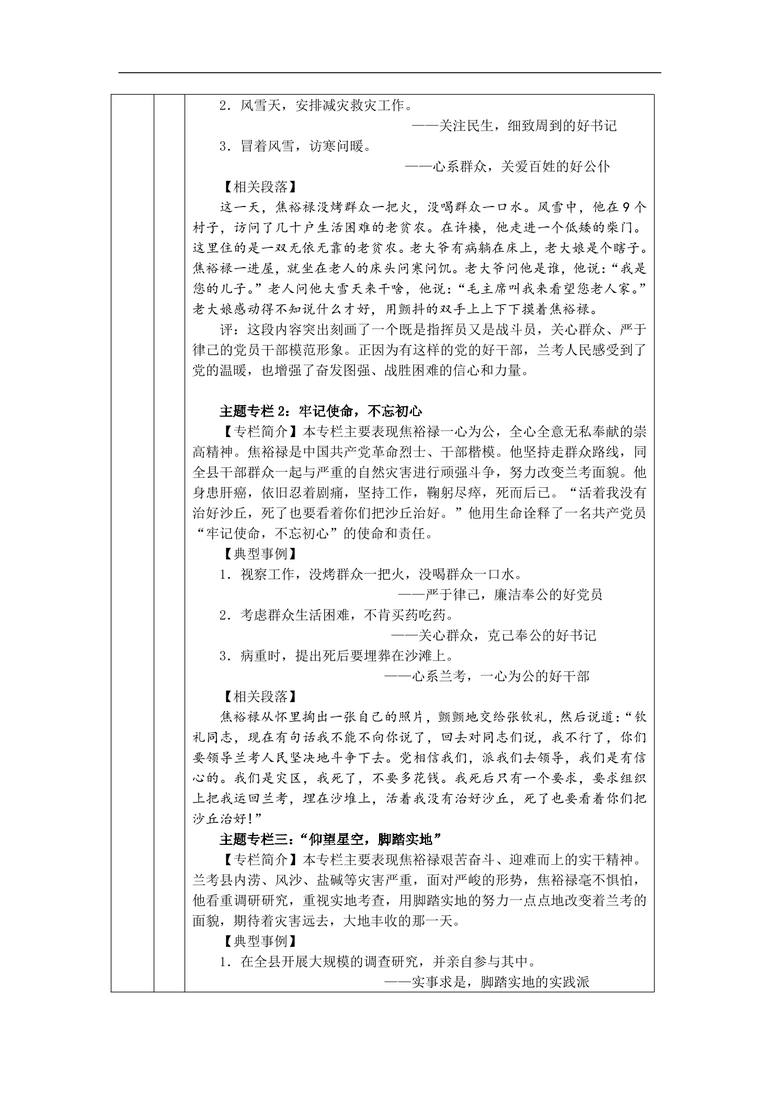 2．风雪天，安排减灾救灾工作。
——关注民生，细致周到的好书记
3．冒着风雪，访寒问暖。
——心系群众，关爱百姓的好公仆
【相关段落】
这一天，焦裕禄没烤群众一把火，没喝群众一口水。风雪中，他在 9 个
村子，访问了几十户生活困难的老贫农。在许楼，他走进一个低矮的柴门。
这里住的是一双无依无靠的老贫农。老大爷有病躺在床上，老大娘是个瞎子。
焦裕禄一进屋，就坐在老人的床头问寒问饥。老大爷问他是谁，他说：“我是
您的儿子。”老人问他大雪天来干啥，他说：“毛主席叫我来看望您老人家。”
老大娘感动得不知说什么才好，用颤抖的双手上上下下摸着焦裕禄。
评：这段内容突出刻画了一个既是指挥员又是战斗员，关心群众、严于
律己的党员干部模范形象。正因为有这样的党的好干部，兰考人民感受到了
党的温暖，也增强了奋发图强、战胜困难的信心和力量。
主题专栏 2：牢记使命，不忘初心
【专栏简介】本专栏主要表现焦裕禄一心为公，全心全意无私奉献的崇
高精神。焦裕禄是中国共产党革命烈士、干部楷模。他坚持走群众路线，同
全县干部群众一起与严重的自然灾害进行顽强斗争，努力改变兰考面貌。他
身患肝癌，依旧忍着剧痛，坚持工作，鞠躬尽瘁，死而后已。“活着我没有
治好沙丘，死了也要看着你们把沙丘治好。”他用生命诠释了一名共产党员
“牢记使命，不忘初心”的使命和责任。
【典型事例】
1．视察工作，没烤群众一把火，没喝群众一口水。
——严于律己，廉洁奉公的好党员
2．考虑群众生活困难，不肯买药吃药。
——关心群众，克己奉公的好书记
3．病重时，提出死后要埋葬在沙滩上。
——心系兰考，一心为公的好干部
【相关段落】
焦裕禄从怀里掏出一张自己的照片，颤颤地交给张钦礼，然后说道：“钦
礼同志，现在有句话我不能不向你说了，回去对同志们说，我不行了，你们
要领导兰考人民坚决地斗争下去。党相信我们，派我们去领导，我们是有信
心的。我们是灾区，我死了，不要多花钱。我死后只有一个要求，要求组织
上把我运回兰考，埋在沙堆上，活着我没有治好沙丘，死了也要看着你们把
沙丘治好！”
主题专栏三：“仰望星空，脚踏实地”
【专栏简介】本专栏主要表现焦裕禄艰苦奋斗、迎难而上的实干精神。
兰考县内涝、风沙、盐碱等灾害严重，面对严峻的形势，焦裕禄毫不惧怕，
他看重调研研究，重视实地考查，用脚踏实地的努力一点点地改变着兰考的
面貌，期待着灾害远去，大地丰收的那一天。
【典型事例】
1．在全县开展大规模的调查研究，并亲自参与其中。
——实事求是，脚踏实地的实践派